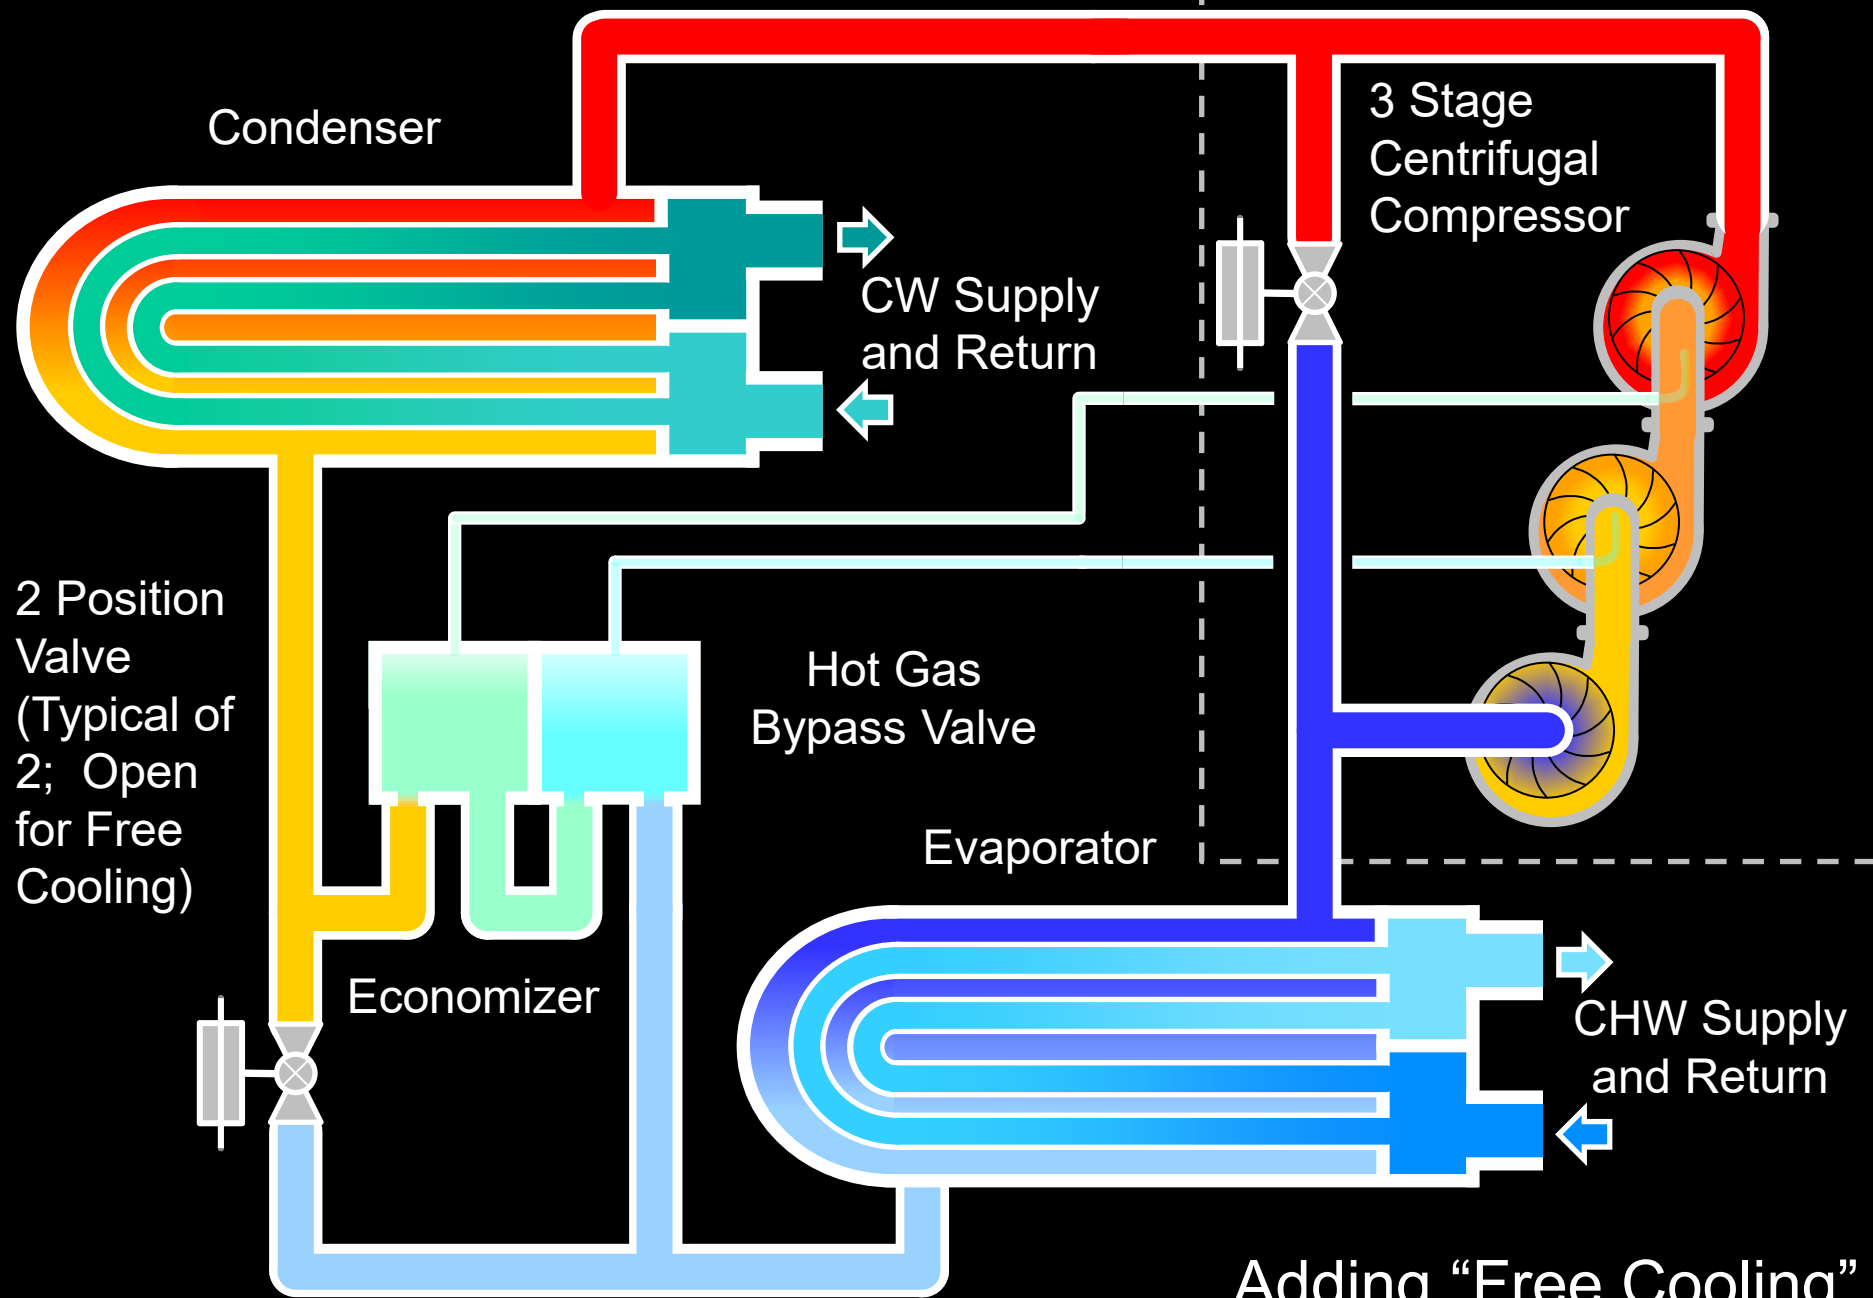 Condenser
3 Stage
Centrifugal
Compressor
CW Supply
and Return
2 Position
Valve
(Typical of
2;  Open
for Free
Cooling)
Hot Gas
Bypass Valve
Evaporator
Economizer
CHW Supply
and Return
Adding “Free Cooling”